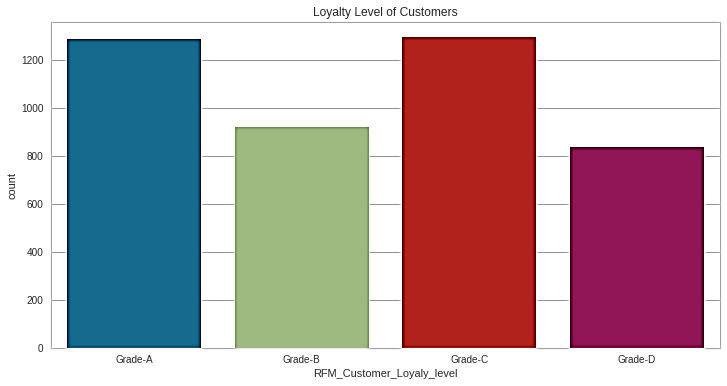 Loyalty Level of Customers
count
1200
1000
800
600
400
200
0
Grade-A Grade-B Grade-C Grade-D
RFM_Customer_Loyaly_level